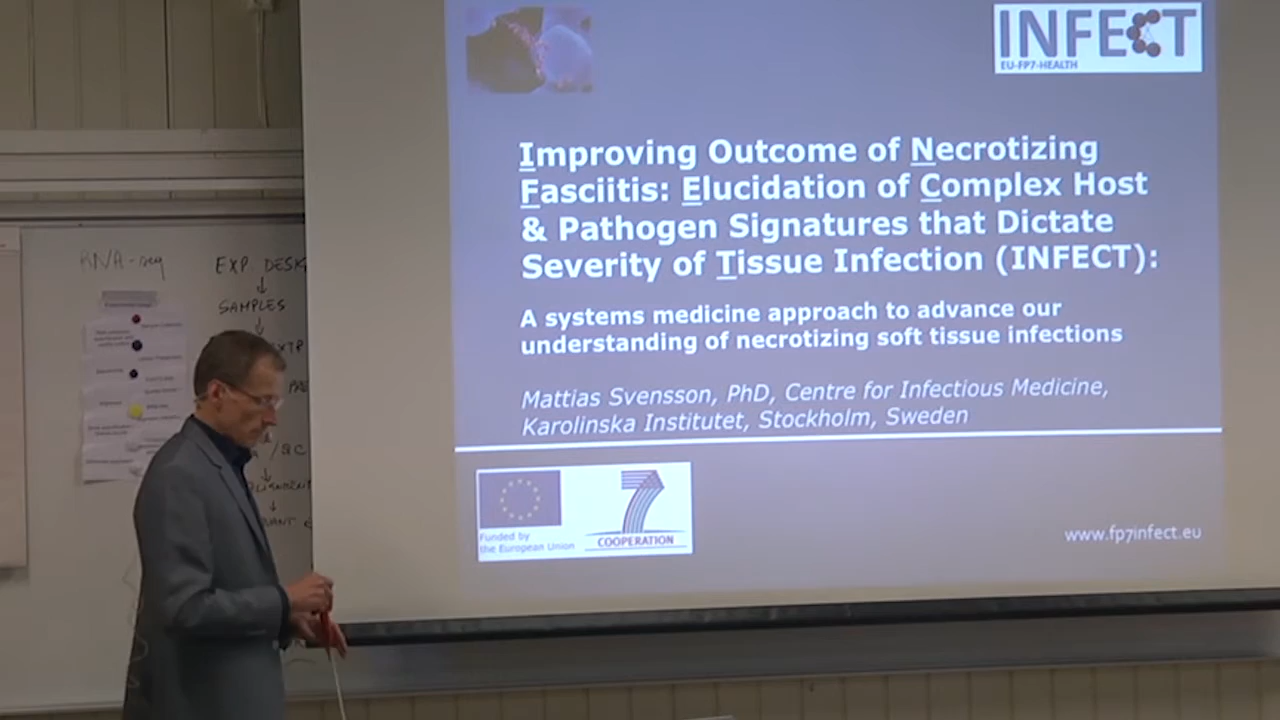 INFECT
EU-FP7-HEALTH
Improving Outcome of Necrotizing
Fasciitis: Elucidation of Complex Host
& Pathogen Signatures that Dictate
Severity of Tissue Infection (INFECT):
A systems medicine approach to advance our
understanding of necrotizing soft tissue infections
Mattias Svensson, PhD, Centre for Infectious Medicine,
Karolinska Institutet, Stockholm, Sweden
Funded by
the European Union
7
COOPERATION
www.fp7infect.eu
RNA-seq
EXP DESIG
SAMPLES
/QC